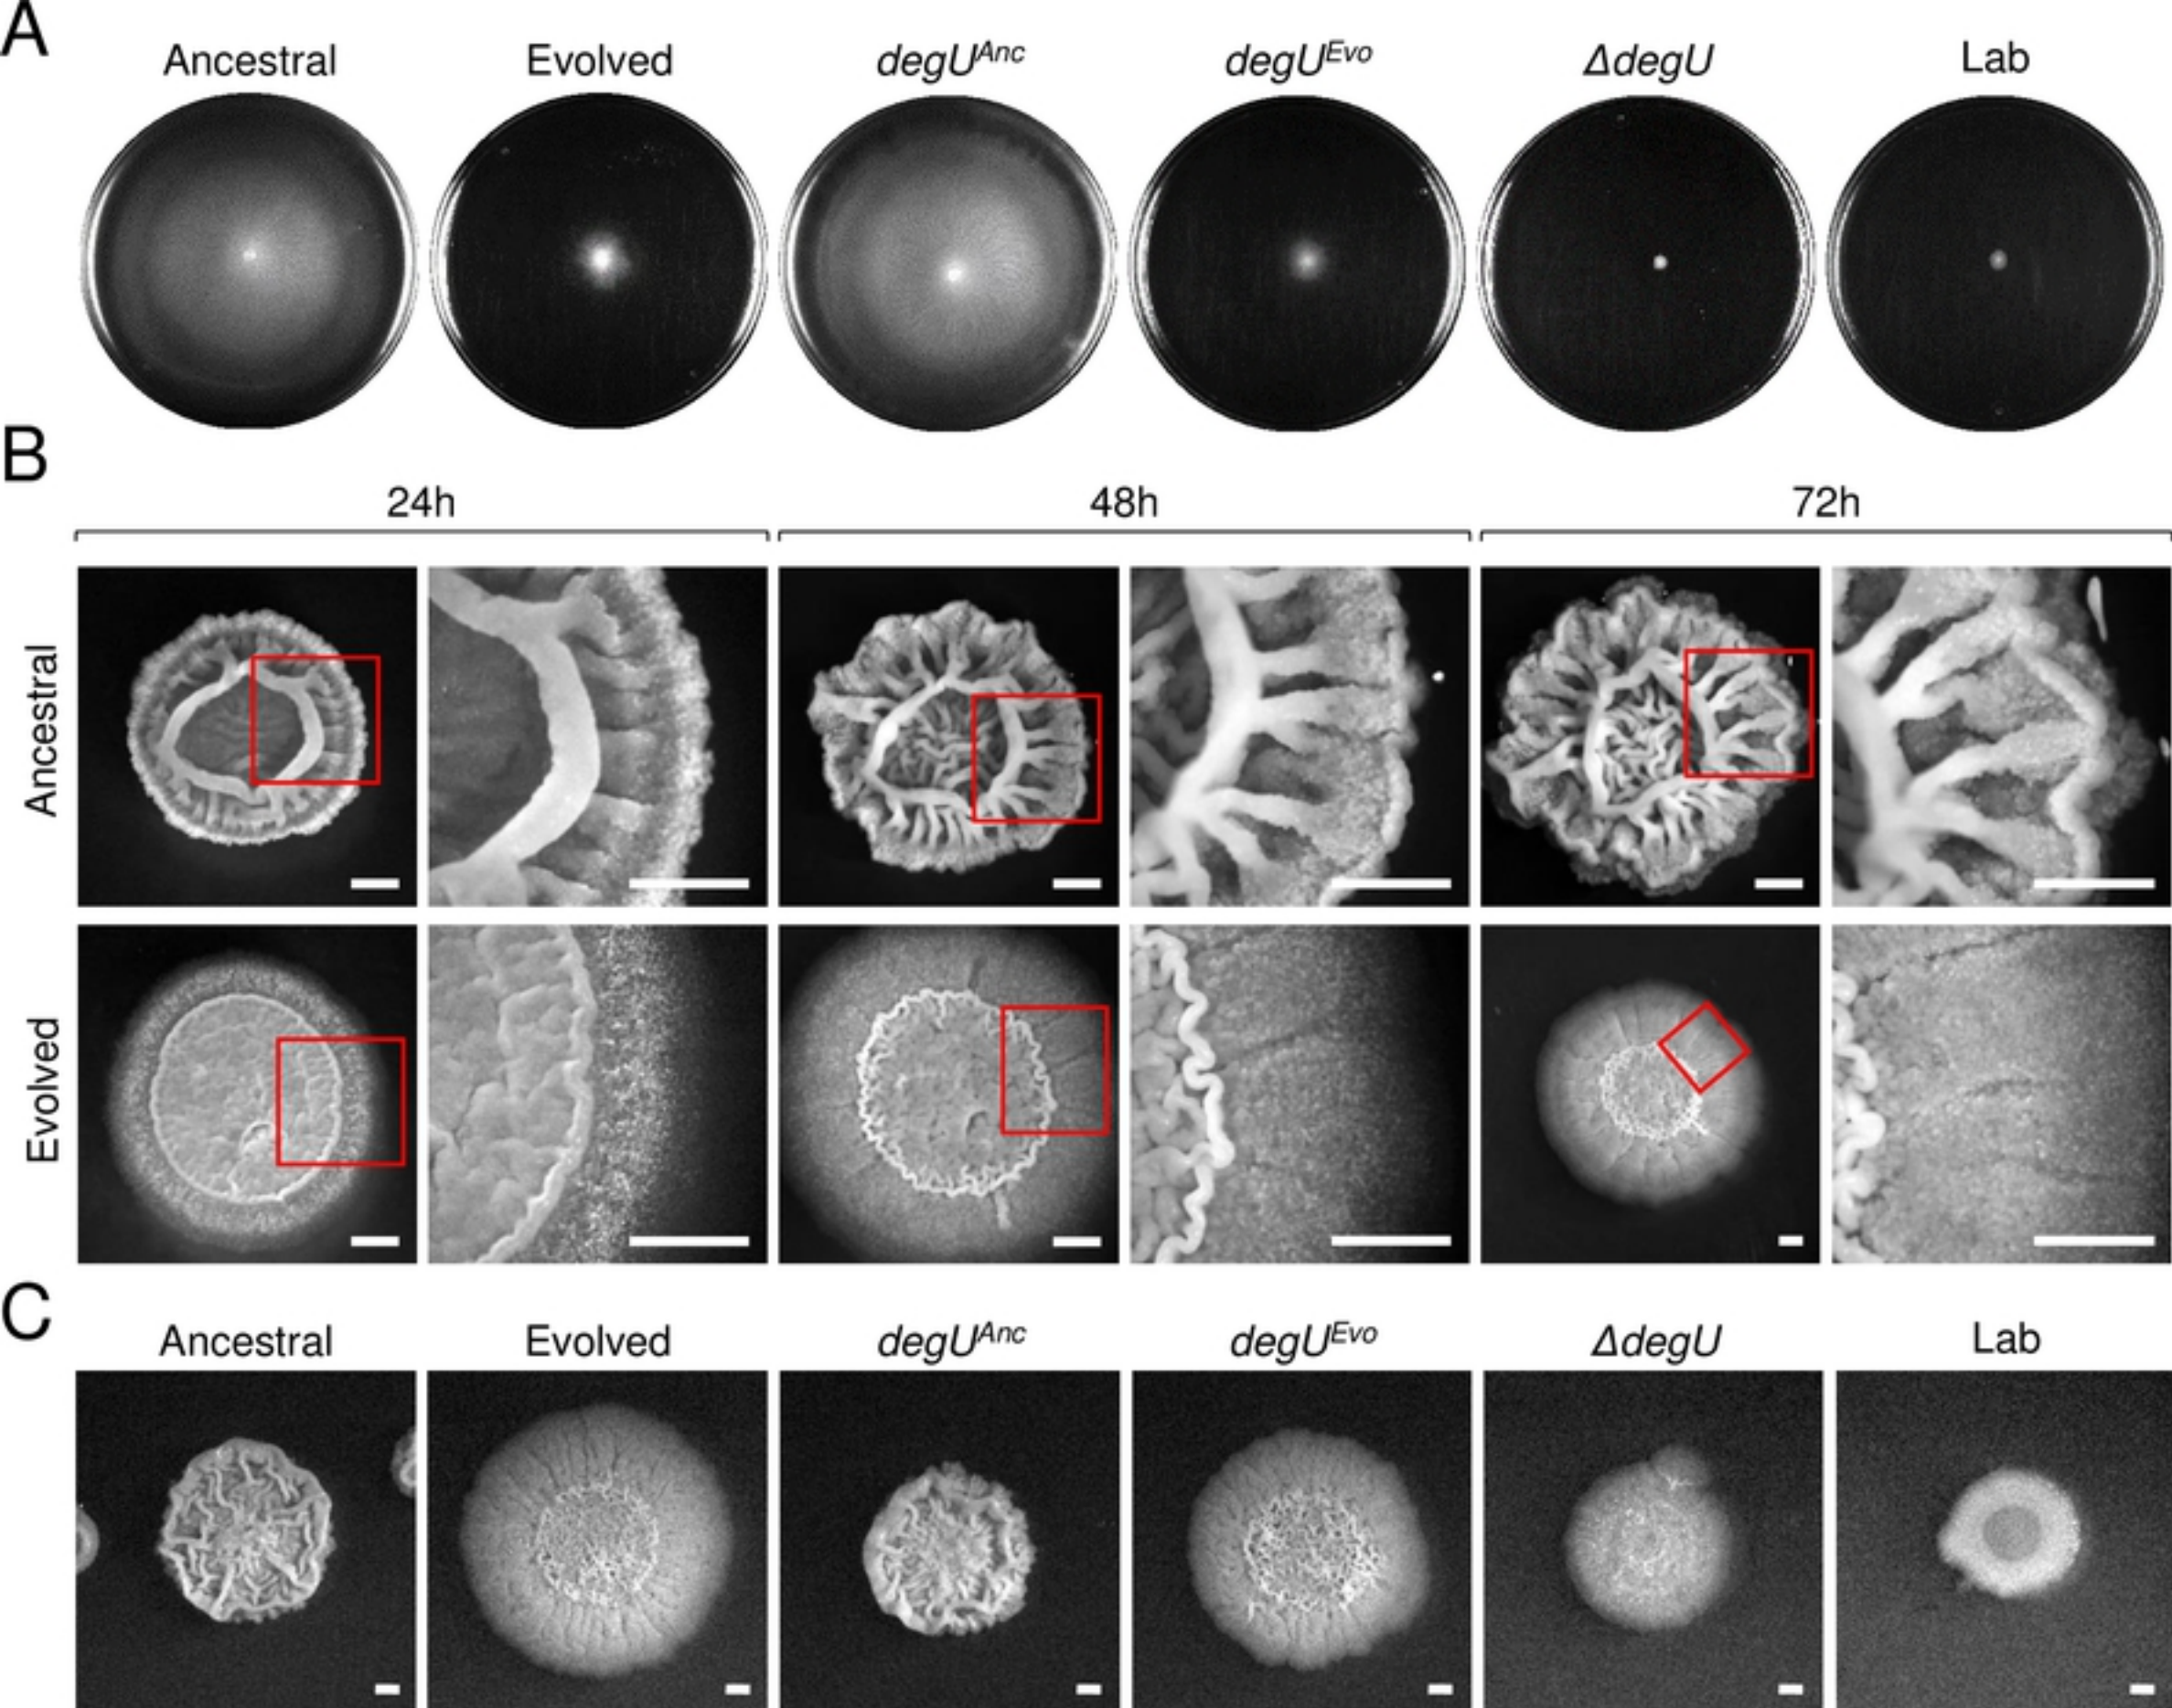 A
Ancestral Evolved degU^Anc degU^Evo ΔdegU Lab
B
24h 48h 72h
Ancestral
Evolved
C
Ancestral Evolved degU^Anc degU^Evo ΔdegU Lab